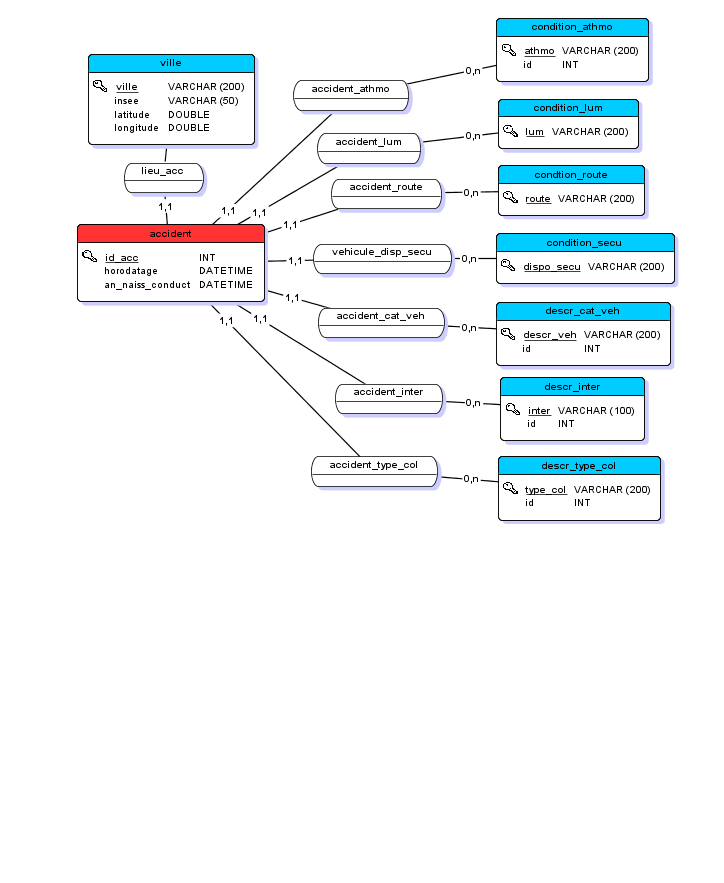 condition_athmo
athmo VARCHAR (200)
id INT
0,n
accident_athmo
1,1
ville
ville VARCHAR (200)
insee VARCHAR (50)
latitude DOUBLE
longitude DOUBLE
lieu_acc
1,1
condition_lum
lum VARCHAR (200)
0,n
accident_lum
1,1
condtion_route
route VARCHAR (200)
0,n
accident_route
1,1
accident
id_acc INT
horodatage DATETIME
an_naiss_conduct DATETIME
condition_secu
dispo_secu VARCHAR (200)
0,n
vehicule_disp_secu
1,1
descr_cat_veh
descr_veh VARCHAR (200)
id INT
0,n
accident_cat_veh
1,1
descr_inter
inter VARCHAR (100)
id INT
0,n
accident_inter
1,1
descr_type_col
type_col VARCHAR (200)
id INT
0,n
accident_type_col
1,1